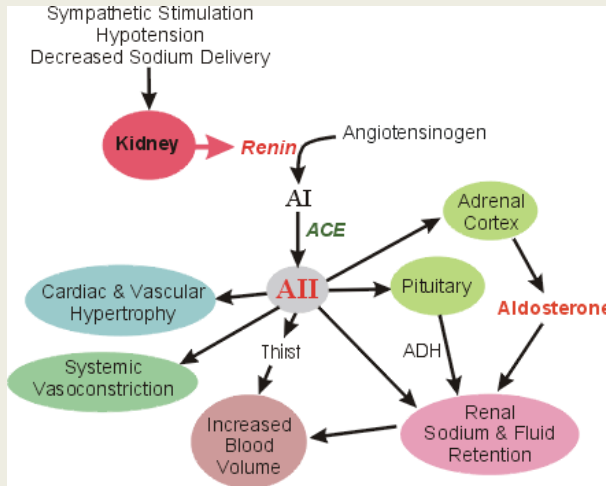 Sympathetic Stimulation
Hypotension
Decreased Sodium Delivery
Kidney
Renin
Angiotensinogen
AI
ACE
Adrenal
Cortex
AII
Cardiac & Vascular
Hypertrophy
Pituitary
Aldosterone
Thirst
ADH
Systemic
Vasoconstriction
Increased
Blood
Volume
Renal
Sodium & Fluid
Retention